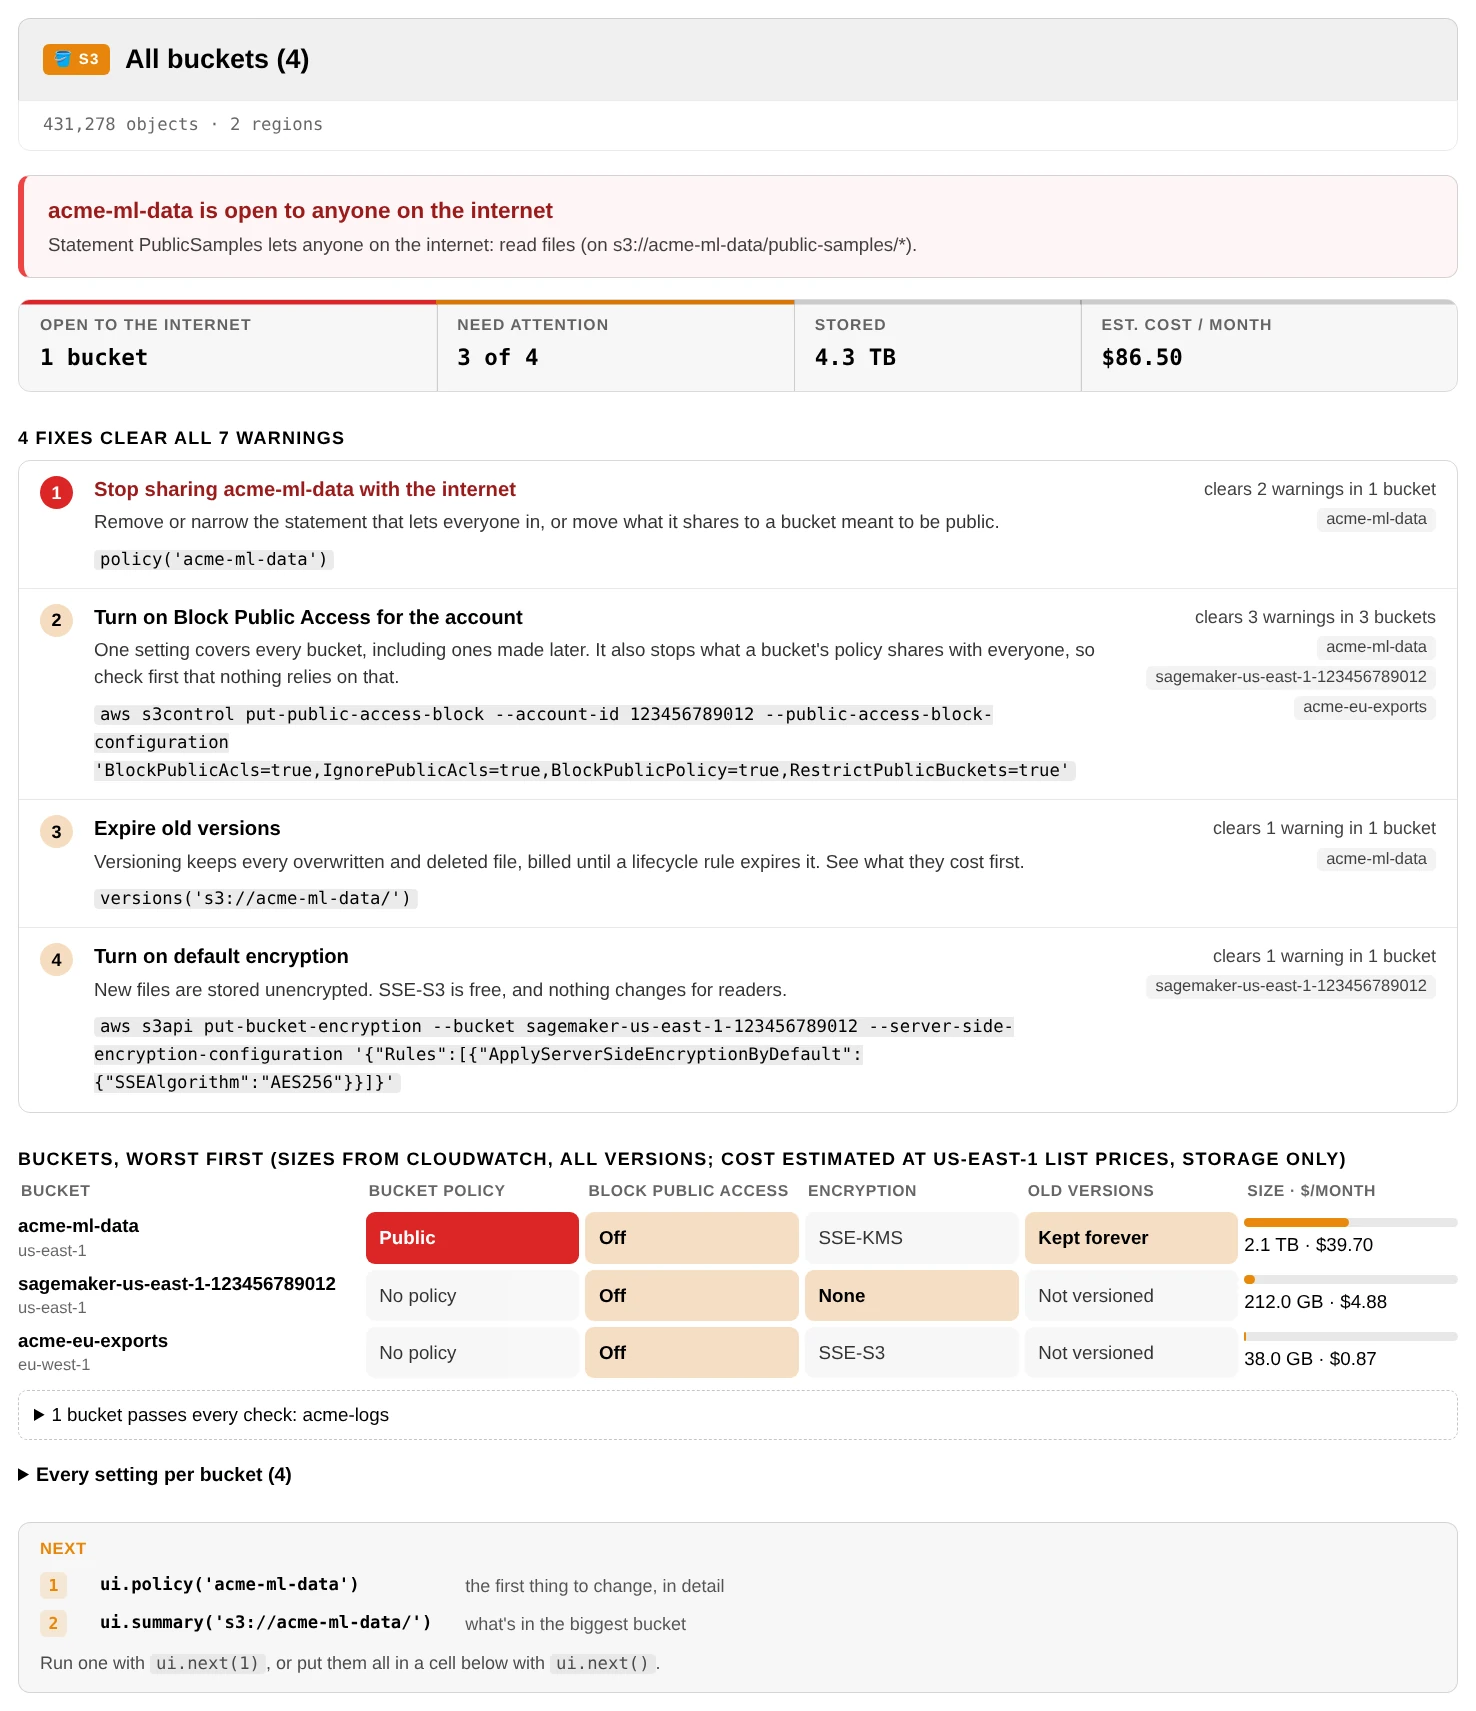 🪣 S3 All buckets (4)
431,278 objects · 2 regions
acme-ml-data is open to anyone on the internet
Statement PublicSamples lets anyone on the internet: read files (on s3://acme-ml-data/public-samples/*).
OPEN TO THE INTERNET
1 bucket
NEED ATTENTION
3 of 4
STORED
4.3 TB
EST. COST / MONTH
$86.50
4 FIXES CLEAR ALL 7 WARNINGS
1 Stop sharing acme-ml-data with the internet
clears 2 warnings in 1 bucket
Remove or narrow the statement that lets everyone in, or move what it shares to a bucket meant to be public.
acme-ml-data
policy('acme-ml-data')
2 Turn on Block Public Access for the account
clears 3 warnings in 3 buckets
One setting covers every bucket, including ones made later. It also stops what a bucket's policy shares with everyone, so
check first that nothing relies on that.
acme-ml-data
sagemaker-us-east-1-123456789012
acme-eu-exports
aws s3control put-public-access-block --account-id 123456789012 --public-access-block-
configuration
'BlockPublicAcls=true,IgnorePublicAcls=true,BlockPublicPolicy=true,RestrictPublicBuckets=true'
3 Expire old versions
clears 1 warning in 1 bucket
Versioning keeps every overwritten and deleted file, billed until a lifecycle rule expires it. See what they cost first.
acme-ml-data
versions('s3://acme-ml-data/')
4 Turn on default encryption
clears 1 warning in 1 bucket
New files are stored unencrypted. SSE-S3 is free, and nothing changes for readers.
sagemaker-us-east-1-123456789012
aws s3api put-bucket-encryption --bucket sagemaker-us-east-1-123456789012 --server-side-
encryption-configuration '{"Rules":[{"ApplyServerSideEncryptionByDefault":
{"SSEAlgorithm":"AES256"}}]}'
BUCKETS, WORST FIRST (SIZES FROM CLOUDWATCH, ALL VERSIONS; COST ESTIMATED AT US-EAST-1 LIST PRICES, STORAGE ONLY)
BUCKET BUCKET POLICY BLOCK PUBLIC ACCESS ENCRYPTION OLD VERSIONS SIZE · $/MONTH
acme-ml-data
us-east-1
Public Off SSE-KMS Kept forever 2.1 TB · $39.70
sagemaker-us-east-1-123456789012
us-east-1
No policy Off None Not versioned 212.0 GB · $4.88
acme-eu-exports
eu-west-1
No policy Off SSE-S3 Not versioned 38.0 GB · $0.87
▶ 1 bucket passes every check: acme-logs
▶ Every setting per bucket (4)
NEXT
1 ui.policy('acme-ml-data') the first thing to change, in detail
2 ui.summary('s3://acme-ml-data/') what's in the biggest bucket
Run one with ui.next(1), or put them all in a cell below with ui.next().